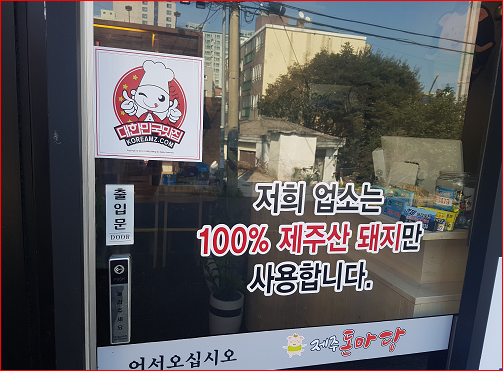 대한민국맛집
KOREAMZ.COM
출입문
DOOR
저희 업소는
100% 제주산 돼지만
사용합니다.
어서오십시오
제주 돈마당